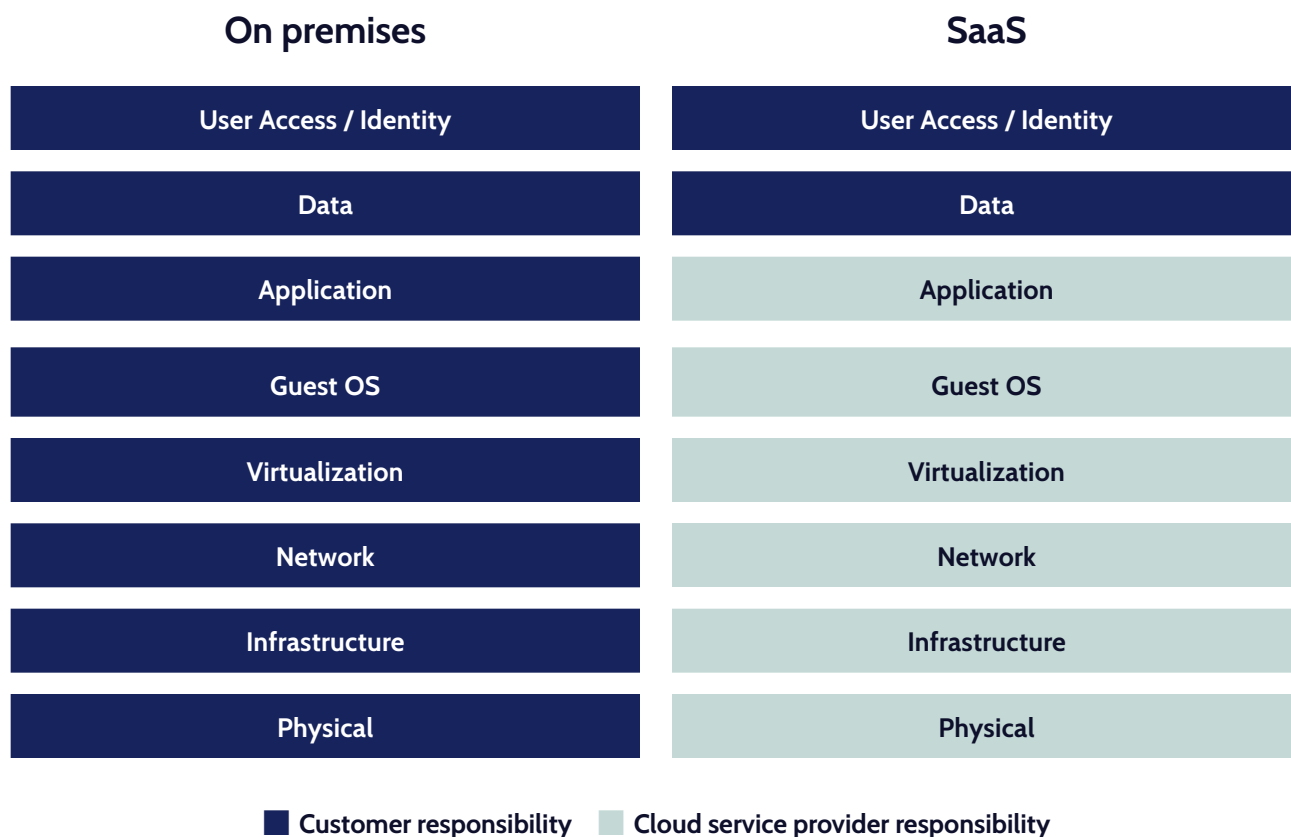 On premises
SaaS
User Access / Identity
User Access / Identity
Data
Data
Application
Application
Guest OS
Guest OS
Virtualization
Virtualization
Network
Network
Infrastructure
Infrastructure
Physical
Physical
Customer responsibility
Cloud service provider responsibility